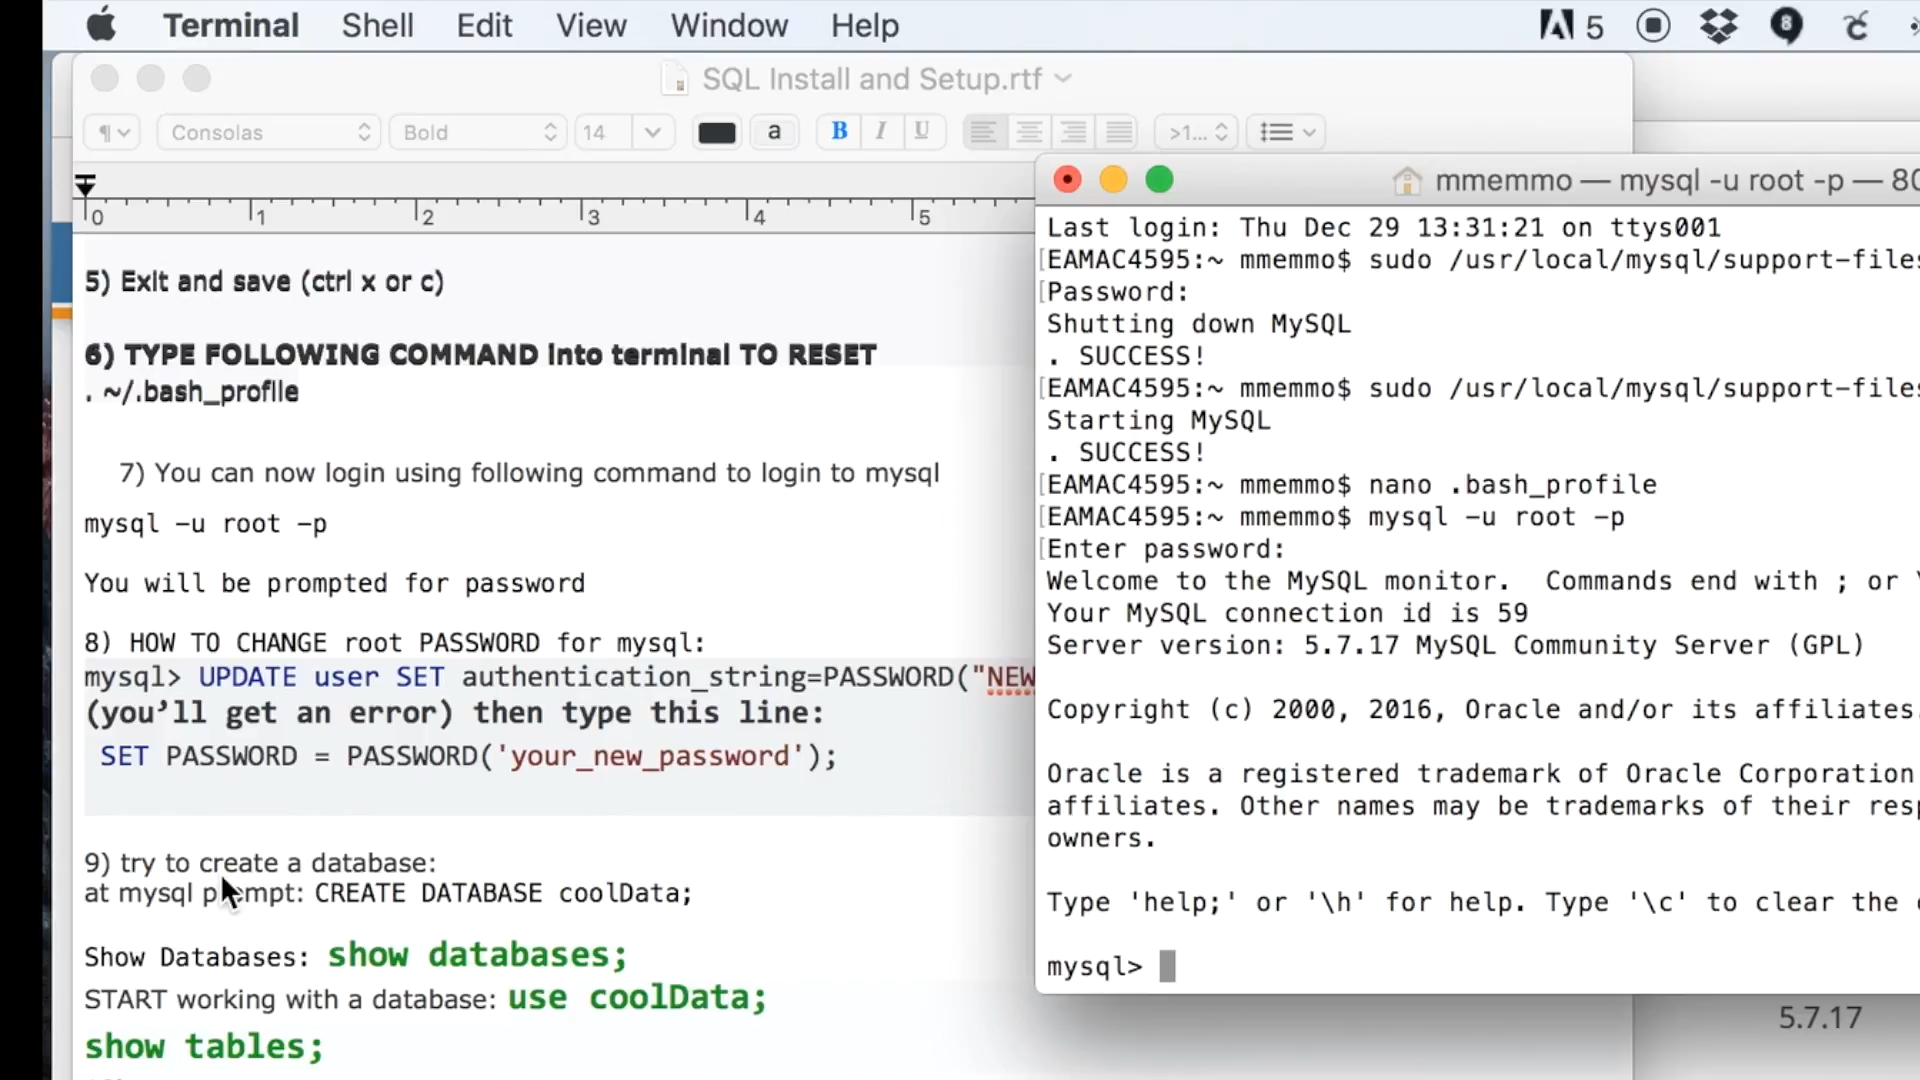 Terminal Shell Edit View Window Help 5
SQL Install and Setup.rtf
¶ Consolas Bold 14 a B I U >1...
0 1 2 3 4 5
5) Exit and save (ctrl x or c)
6) TYPE FOLLOWING COMMAND into terminal TO RESET
. ~/.bash_profile
7) You can now login using following command to login to mysql
mysql -u root -p
You will be prompted for password
8) HOW TO CHANGE root PASSWORD for mysql:
mysql> UPDATE user SET authentication_string=PASSWORD("NEW
(you’ll get an error) then type this line:
SET PASSWORD = PASSWORD('your_new_password');
9) try to create a database:
at mysql prompt: CREATE DATABASE coolData;
Show Databases: show databases;
START working with a database: use coolData;
show tables;
mmemmo — mysql -u root -p — 80
Last login: Thu Dec 29 13:31:21 on ttys001
[EAMAC4595:~ mmemmo$ sudo /usr/local/mysql/support-files
[Password:
Shutting down MySQL
. SUCCESS!
[EAMAC4595:~ mmemmo$ sudo /usr/local/mysql/support-files
Starting MySQL
. SUCCESS!
[EAMAC4595:~ mmemmo$ nano .bash_profile
[EAMAC4595:~ mmemmo$ mysql -u root -p
[Enter password:
Welcome to the MySQL monitor.  Commands end with ; or
Your MySQL connection id is 59
Server version: 5.7.17 MySQL Community Server (GPL)
Copyright (c) 2000, 2016, Oracle and/or its affiliates.
Oracle is a registered trademark of Oracle Corporation
affiliates. Other names may be trademarks of their resp
owners.
Type 'help;' or '\h' for help. Type '\c' to clear the
mysql>
5.7.17